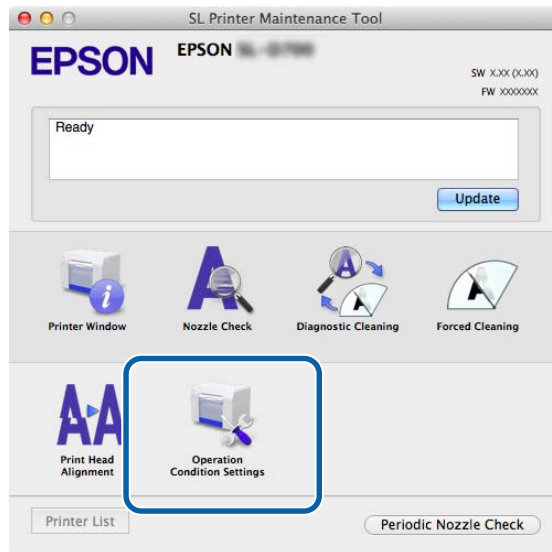 SL Printer Maintenance Tool
EPSON
EPSON
SW X.XX (X.XX)
FW XXXXXXX
Ready
Update
Printer Window
Nozzle Check
Diagnostic Cleaning
Forced Cleaning
Print Head
Alignment
Operation
Condition Settings
Printer List
Periodic Nozzle Check